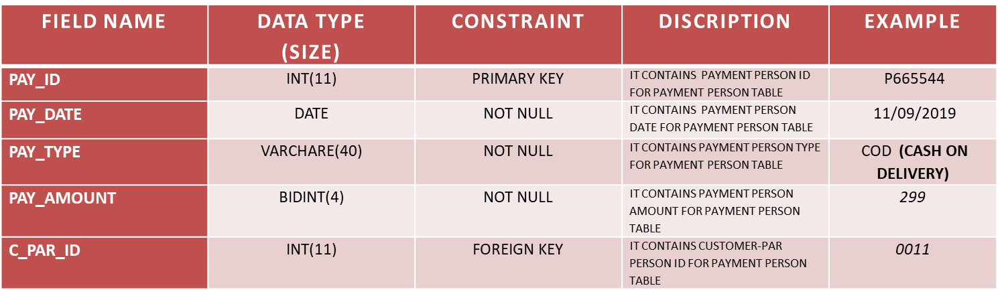 FIELD NAME DATA TYPE (SIZE) CONSTRAINT DISCRIPTION EXAMPLE
PAY_ID INT(11) PRIMARY KEY IT CONTAINS PAYMENT PERSON ID FOR PAYMENT PERSON TABLE P665544
PAY_DATE DATE NOT NULL IT CONTAINS PAYMENT PERSON DATE FOR PAYMENT PERSON TABLE 11/09/2019
PAY_TYPE VARCHARE(40) NOT NULL IT CONTAINS PAYMENT PERSON TYPE FOR PAYMENT PERSON TABLE COD (CASH ON DELIVERY)
PAY_AMOUNT BIDINT(4) NOT NULL IT CONTAINS PAYMENT PERSON AMOUNT FOR PAYMENT PERSON TABLE 299
C_PAR_ID INT(11) FOREIGN KEY IT CONTAINS CUSTOMER-PAR PERSON ID FOR PAYMENT PERSON TABLE 0011